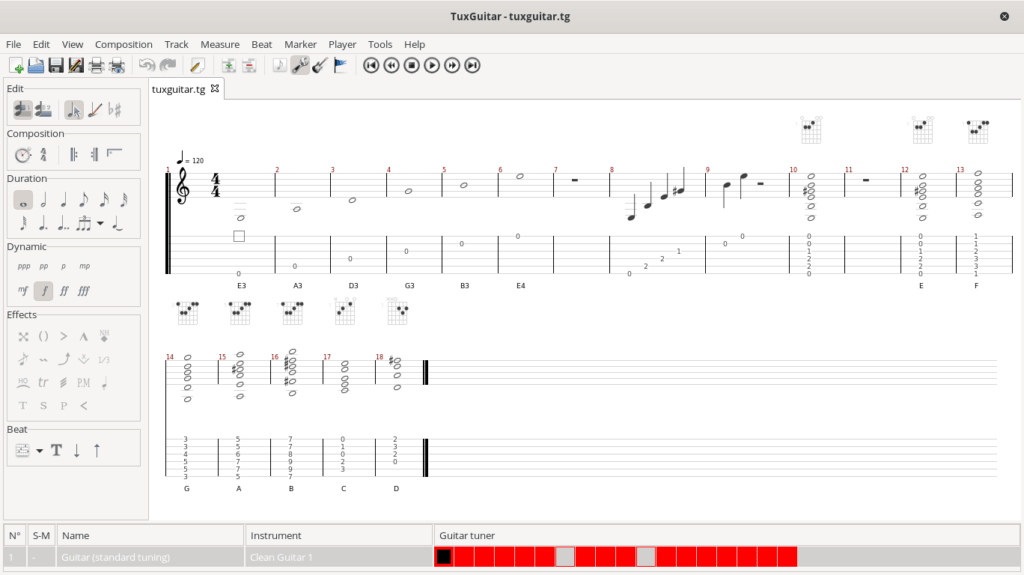 TuxGuitar - tuxguitar.tg
File Edit View Composition Track Measure Beat Marker Player Tools Help
tuxguitar.tg
Edit
Composition
Duration
Dynamic
ppp pp p mp
mf f ff fff
Effects
HO tr P.M
T S P <
Beat
T
= 120
1 2 3 4 5 6 7 8 9 10 11 12 13
4
4
0 0 0 0 0 1
0 0 0 0 1
0 1 1 1 2
0 2 2 2 3
0 2 2 2 3
0 0 0 0 1
E3 A3 D3 G3 B3 E4 E F
14 15 16 17 18
3 5 7 0 2
3 5 7 1 3
4 6 8 0 2
5 7 9 2 0
5 7 9 3
3 5 7
G A B C D
N° S-M Name Instrument Guitar tuner
1 - Guitar (standard tuning) Clean Guitar 1